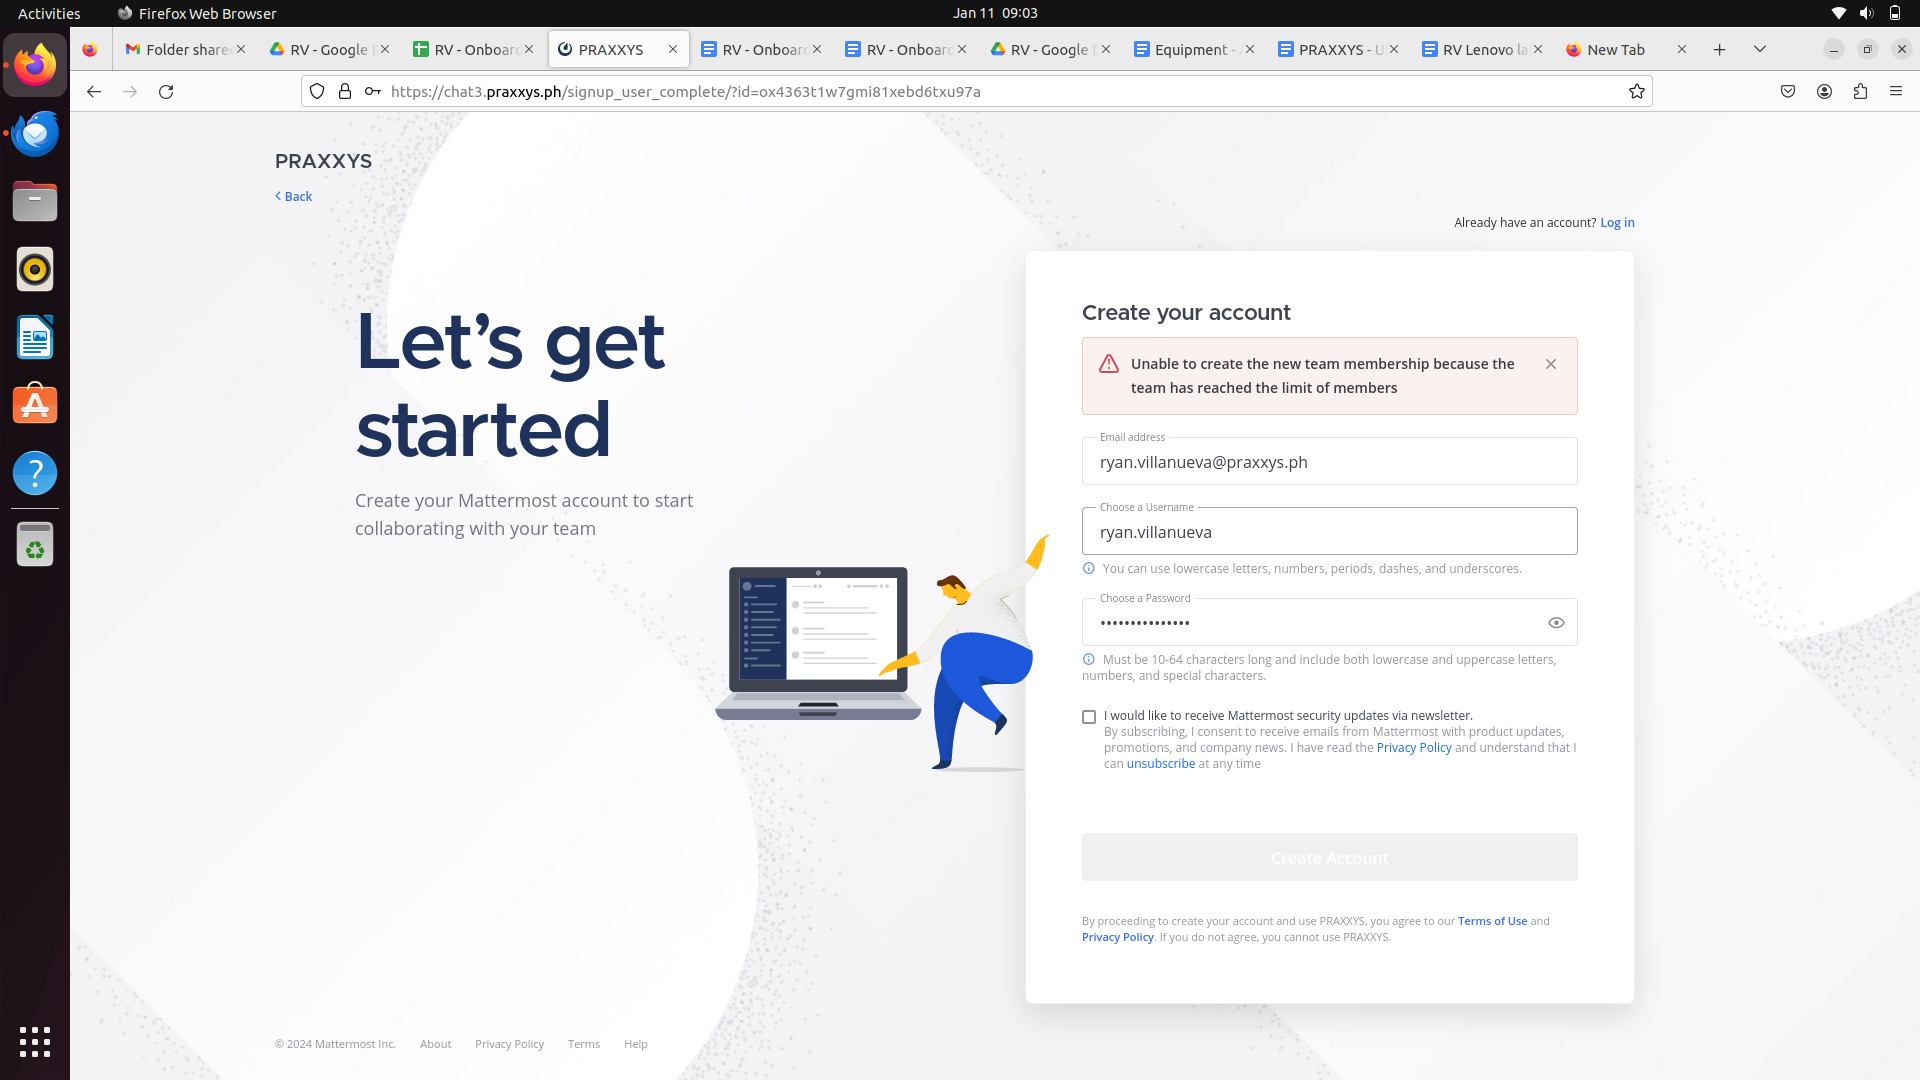 Activities
Firefox Web Browser
Jan 11 09:03
Folder share
RV - Google D
RV - Onboard
PRAXXYS
RV - Onboard
RV - Onboard
RV - Google D
Equipment - A
PRAXXYS - U
RV Lenovo la
New Tab
https://chat3.praxxys.ph/signup_user_complete/?id=ox4363t1w7gmi81xebd6txu97a
PRAXXYS
Back
Already have an account? Log in
Let’s get
started
Create your Mattermost account to start
collaborating with your team
Create your account
Unable to create the new team membership because the
team has reached the limit of members
Email address
ryan.villanueva@praxxys.ph
Choose a Username
ryan.villanueva
You can use lowercase letters, numbers, periods, dashes, and underscores.
Choose a Password
Must be 10-64 characters long and include both lowercase and uppercase letters,
numbers, and special characters.
I would like to receive Mattermost security updates via newsletter.
By subscribing, I consent to receive emails from Mattermost with product updates,
promotions, and company news. I have read the Privacy Policy and understand that I
can unsubscribe at any time
Create Account
By proceeding to create your account and use PRAXXYS, you agree to our Terms of Use and
Privacy Policy. If you do not agree, you cannot use PRAXXYS.
© 2024 Mattermost Inc.
About
Privacy Policy
Terms
Help